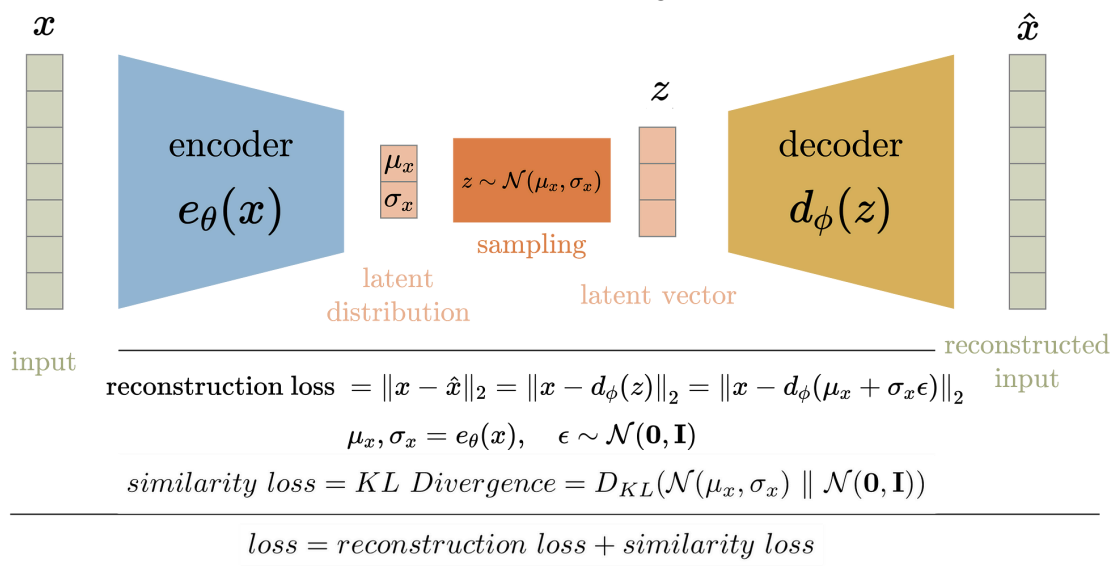 x
x̂
z
encoder
e_θ(x)
μ_x
σ_x
z ∼ 𝒩(μ_x, σ_x)
sampling
decoder
d_ϕ(z)
latent
distribution
latent vector
input
reconstructed
input
reconstruction loss = ‖x − x̂‖₂ = ‖x − d_ϕ(z)‖₂ = ‖x − d_ϕ(μ_x + σ_xϵ)‖₂
μ_x, σ_x = e_θ(x), ϵ ∼ 𝒩(𝟎, 𝐈)
similarity loss = KL Divergence = D_{KL}(𝒩(μ_x, σ_x) ‖ 𝒩(𝟎, 𝐈))
loss = reconstruction loss + similarity loss